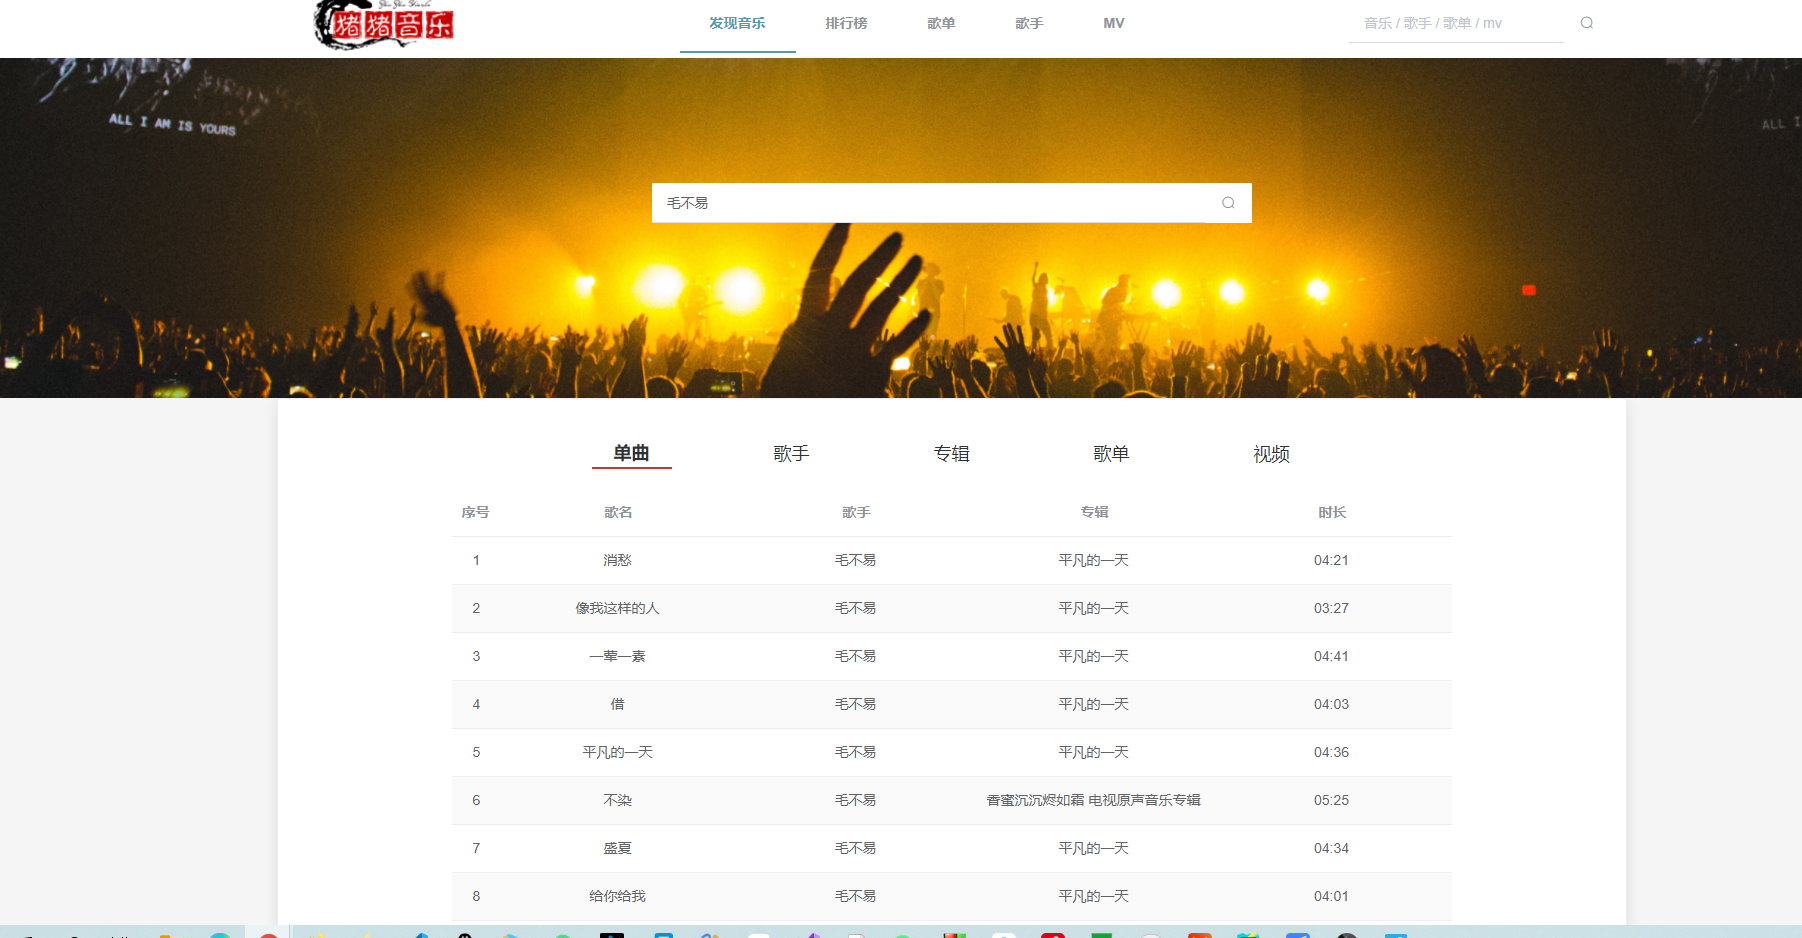 猪猪音乐
发现音乐 排行榜 歌单 歌手 MV
音乐 / 歌手 / 歌单 / mv
ALL I AM IS YOURS
ALL I
毛不易
单曲 歌手 专辑 歌单 视频
序号 歌名 歌手 专辑 时长
1 消愁 毛不易 平凡的一天 04:21
2 像我这样的人 毛不易 平凡的一天 03:27
3 一荤一素 毛不易 平凡的一天 04:41
4 借 毛不易 平凡的一天 04:03
5 平凡的一天 毛不易 平凡的一天 04:36
6 不染 毛不易 香蜜沉沉烬如霜 电视原声音乐专辑 05:25
7 盛夏 毛不易 平凡的一天 04:34
8 给你给我 毛不易 平凡的一天 04:01